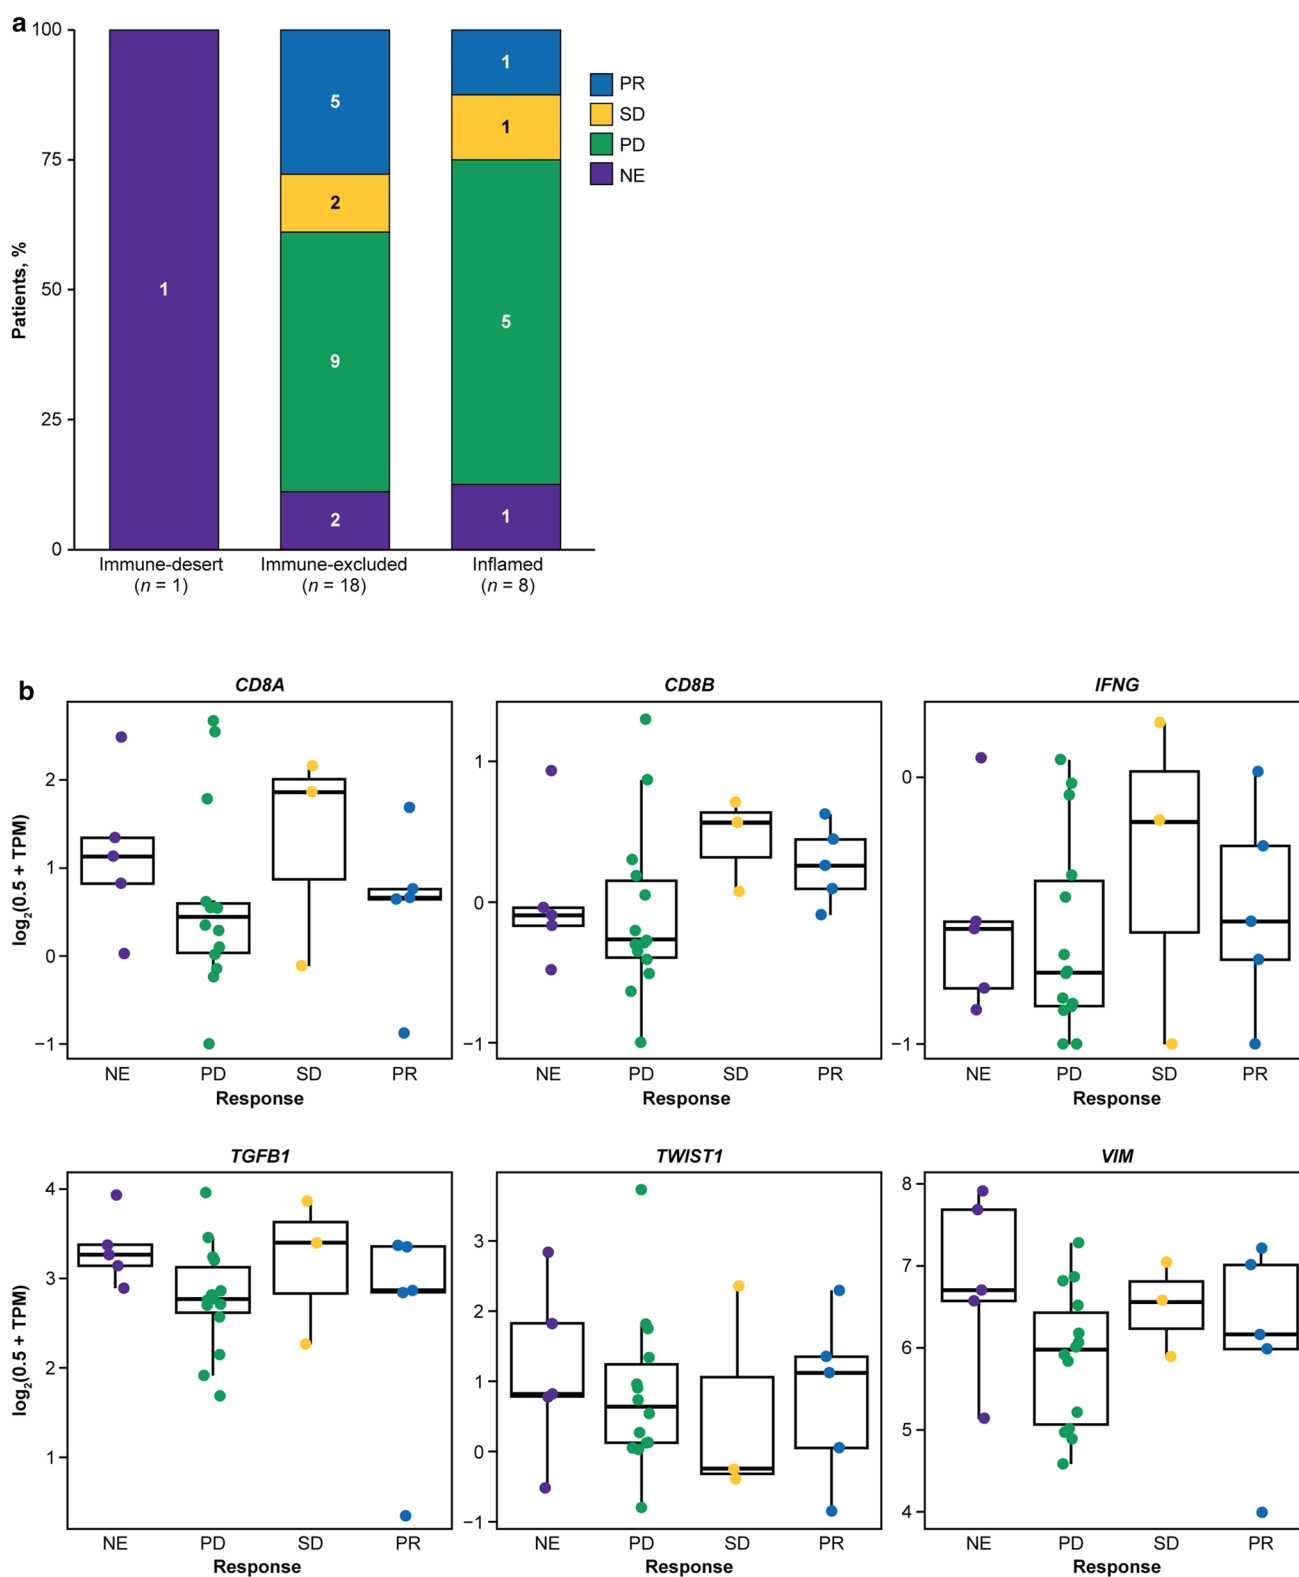 a
100
75
50
25
0
Patients, %
1
5
2
9
2
1
1
5
1
PR
SD
PD
NE
Immune-desert Immune-excluded Inflamed
(n = 1) (n = 18) (n = 8)
b
CD8A
log2(0.5 + TPM)
2
1
0
−1
NE PD SD PR
Response
CD8B
1
0
−1
NE PD SD PR
Response
IFNG
0
−1
NE PD SD PR
Response
TGFB1
log2(0.5 + TPM)
4
3
2
1
NE PD SD PR
Response
TWIST1
3
2
1
0
−1
NE PD SD PR
Response
VIM
8
7
6
5
4
NE PD SD PR
Response